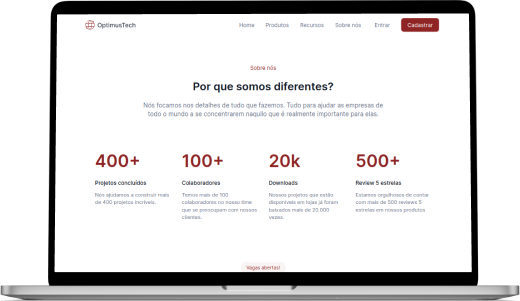 OptimusTech
Home Produtos Recursos Sobre nós Entrar Cadastrar
Sobre nós
Por que somos diferentes?
Nós focamos nos detalhes de tudo que fazemos. Tudo para ajudar as empresas de
todo o mundo a se concentrarem naquilo que é realmente importante para elas.
400+
Projetos concluídos
Nós ajudamos a construir mais
de 400 projetos incríveis.
100+
Colaboradores
Temos mais de 100
colaboradores no nosso time
que se preocupam com nossos
clientes.
20k
Downloads
Nossos projetos que estão
disponíveis em lojas já foram
baixados mais de 20.000
vezes.
500+
Review 5 estrelas
Estamos orgulhosos de contar
com mais de 500 reviews 5
estrelas em nossos produtos
Vagas abertas!